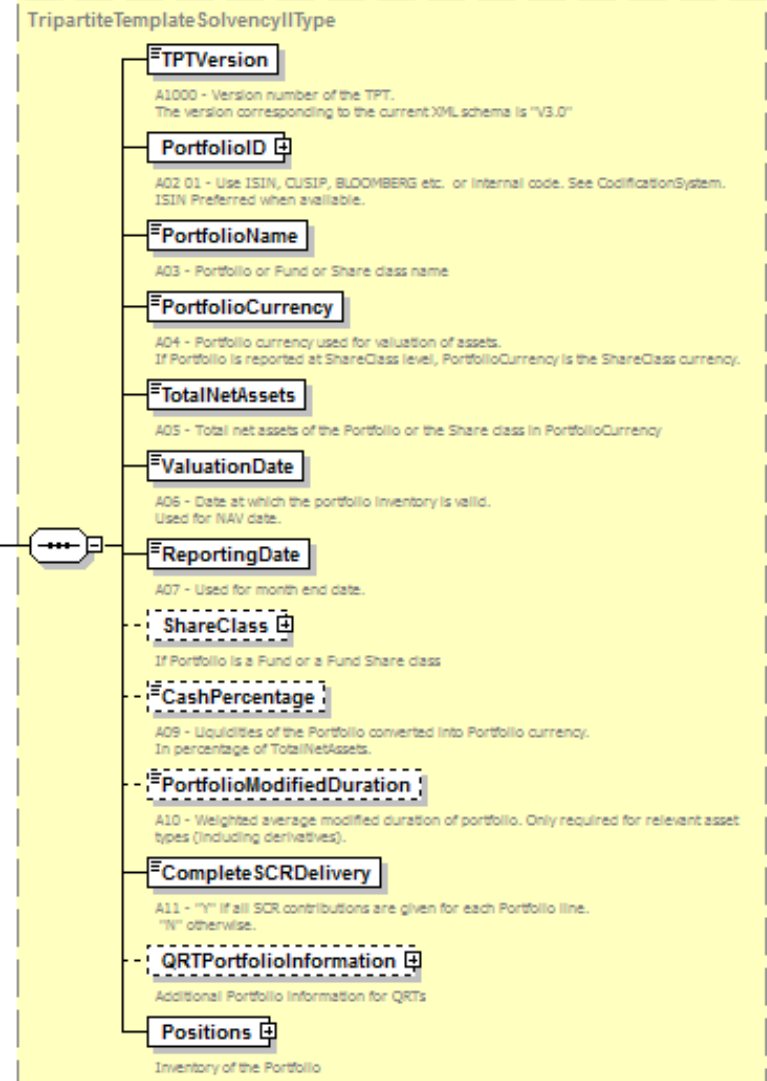 TripartiteTemplateSolvencyIIType
TPTVersion
A1000 - Version number of the TPT.
The version corresponding to the current XML schema is "V3.0"
PortfolioID
A02 01 - Use ISIN, CUSIP, BLOOMBERG etc. or internal code. See CodificationSystem.
ISIN Preferred when available.
PortfolioName
A03 - Portfolio or Fund or Share class name
PortfolioCurrency
A04 - Portfolio currency used for valuation of assets.
If Portfolio is reported at ShareClass level, PortfolioCurrency is the ShareClass currency.
TotalNetAssets
A05 - Total net assets of the Portfolio or the Share class in PortfolioCurrency
ValuationDate
A06 - Date at which the portfolio inventory is valid.
Used for NAV date.
ReportingDate
A07 - Used for month end date.
ShareClass
If Portfolio is a Fund or a Fund Share class
CashPercentage
A09 - Liquidities of the Portfolio converted into Portfolio currency.
In percentage of TotalNetAssets.
PortfolioModifiedDuration
A10 - Weighted average modified duration of portfolio. Only required for relevant asset
types (including derivatives).
CompleteSCRDelivery
A11 - "Y" if all SCR contributions are given for each Portfolio line.
"N" otherwise.
QRTPortfolioInformation
Additional Portfolio Information for QRTs
Positions
Inventory of the Portfolio